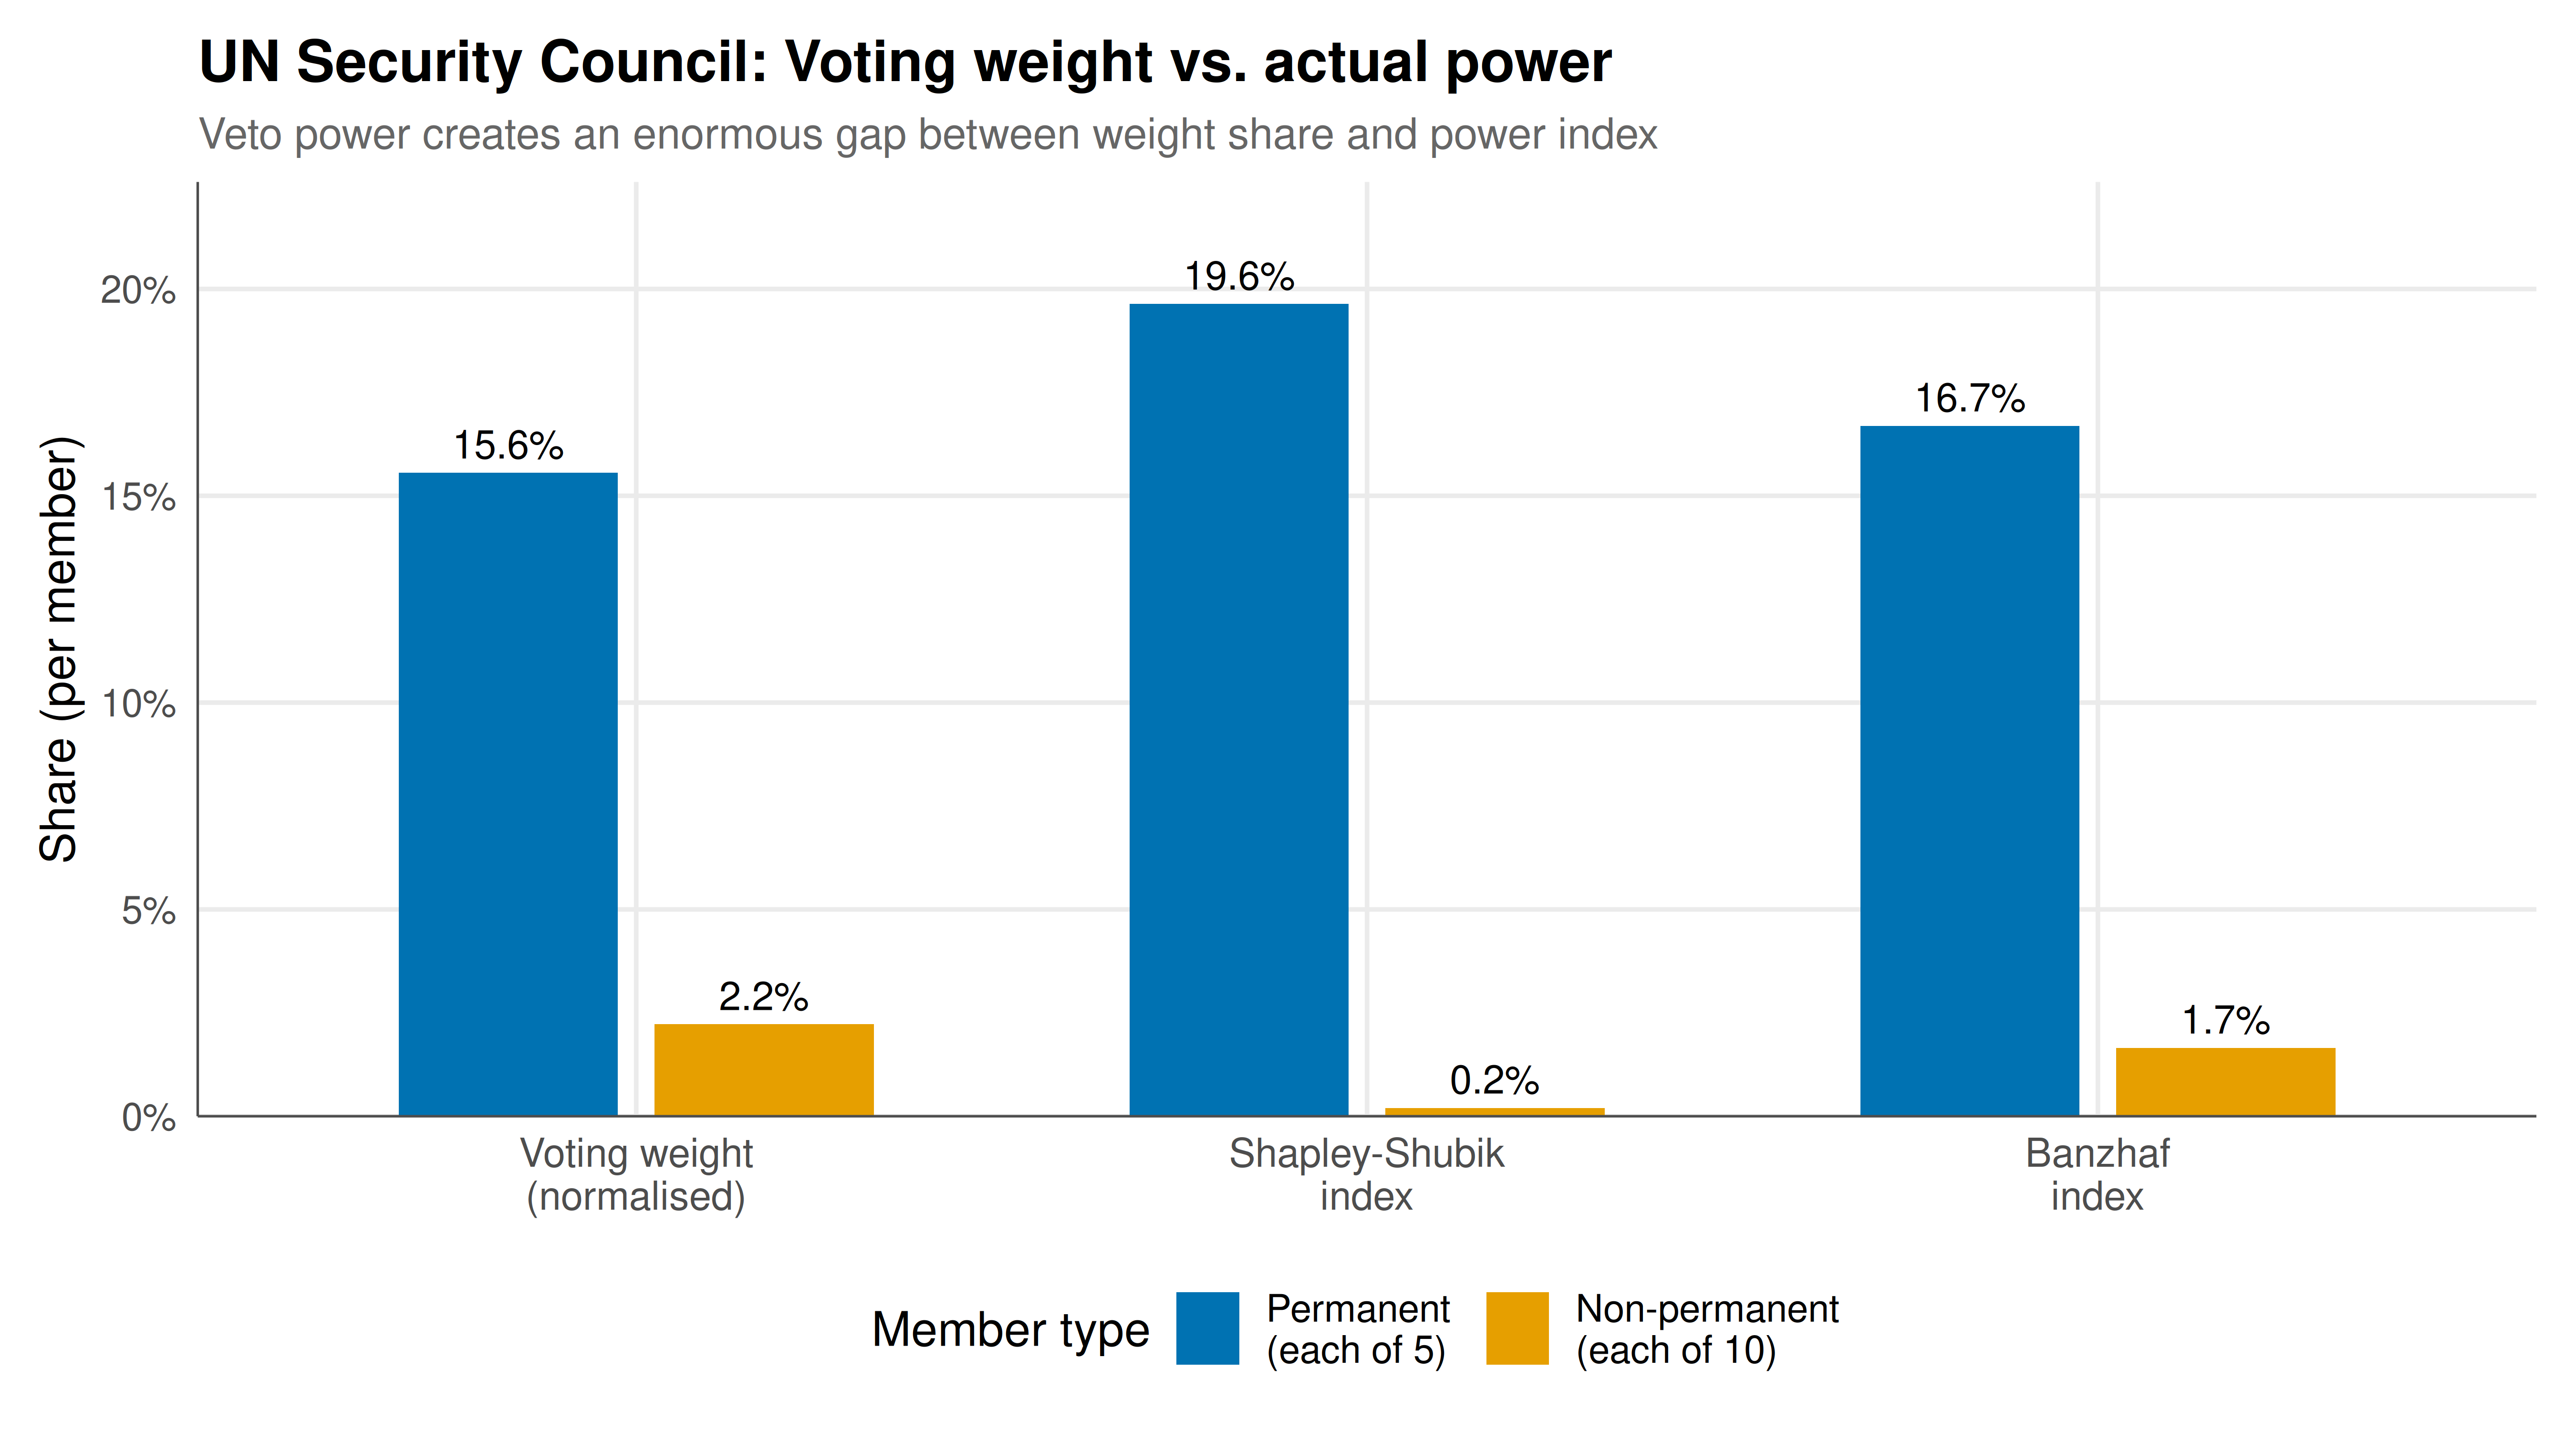 UN Security Council: Voting weight vs. actual power
Veto power creates an enormous gap between weight share and power index
Share (per member)
20%
15%
10%
5%
0%
15.6%
2.2%
19.6%
0.2%
16.7%
1.7%
Voting weight
(normalised)
Shapley-Shubik
index
Banzhaf
index
Member type
Permanent
(each of 5)
Non-permanent
(each of 10)